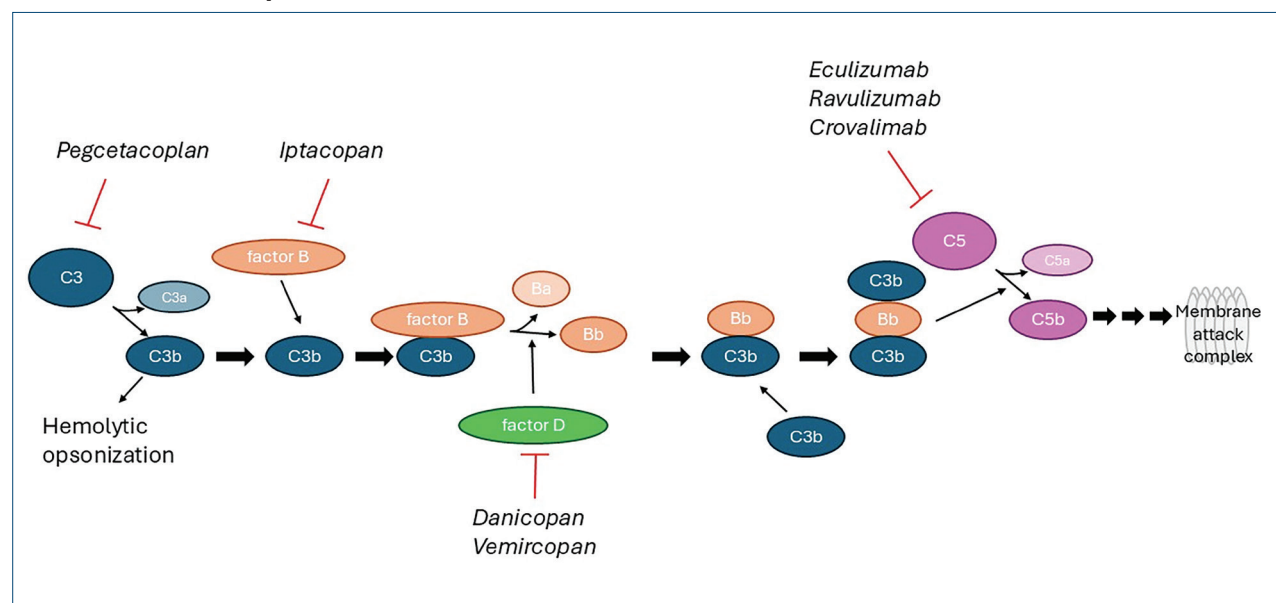 Eculizumab
Ravulizumab
Crovalimab
Pegcetacoplan
Iptacopan
C3
C3a
C3b
Hemolytic
opsonization
factor B
C3b
factor B
C3b
Ba
Bb
factor D
Danicopan
Vemircopan
Bb
C3b
C3b
C3b
Bb
C3b
C5
C5a
C5b
Membrane
attack
complex